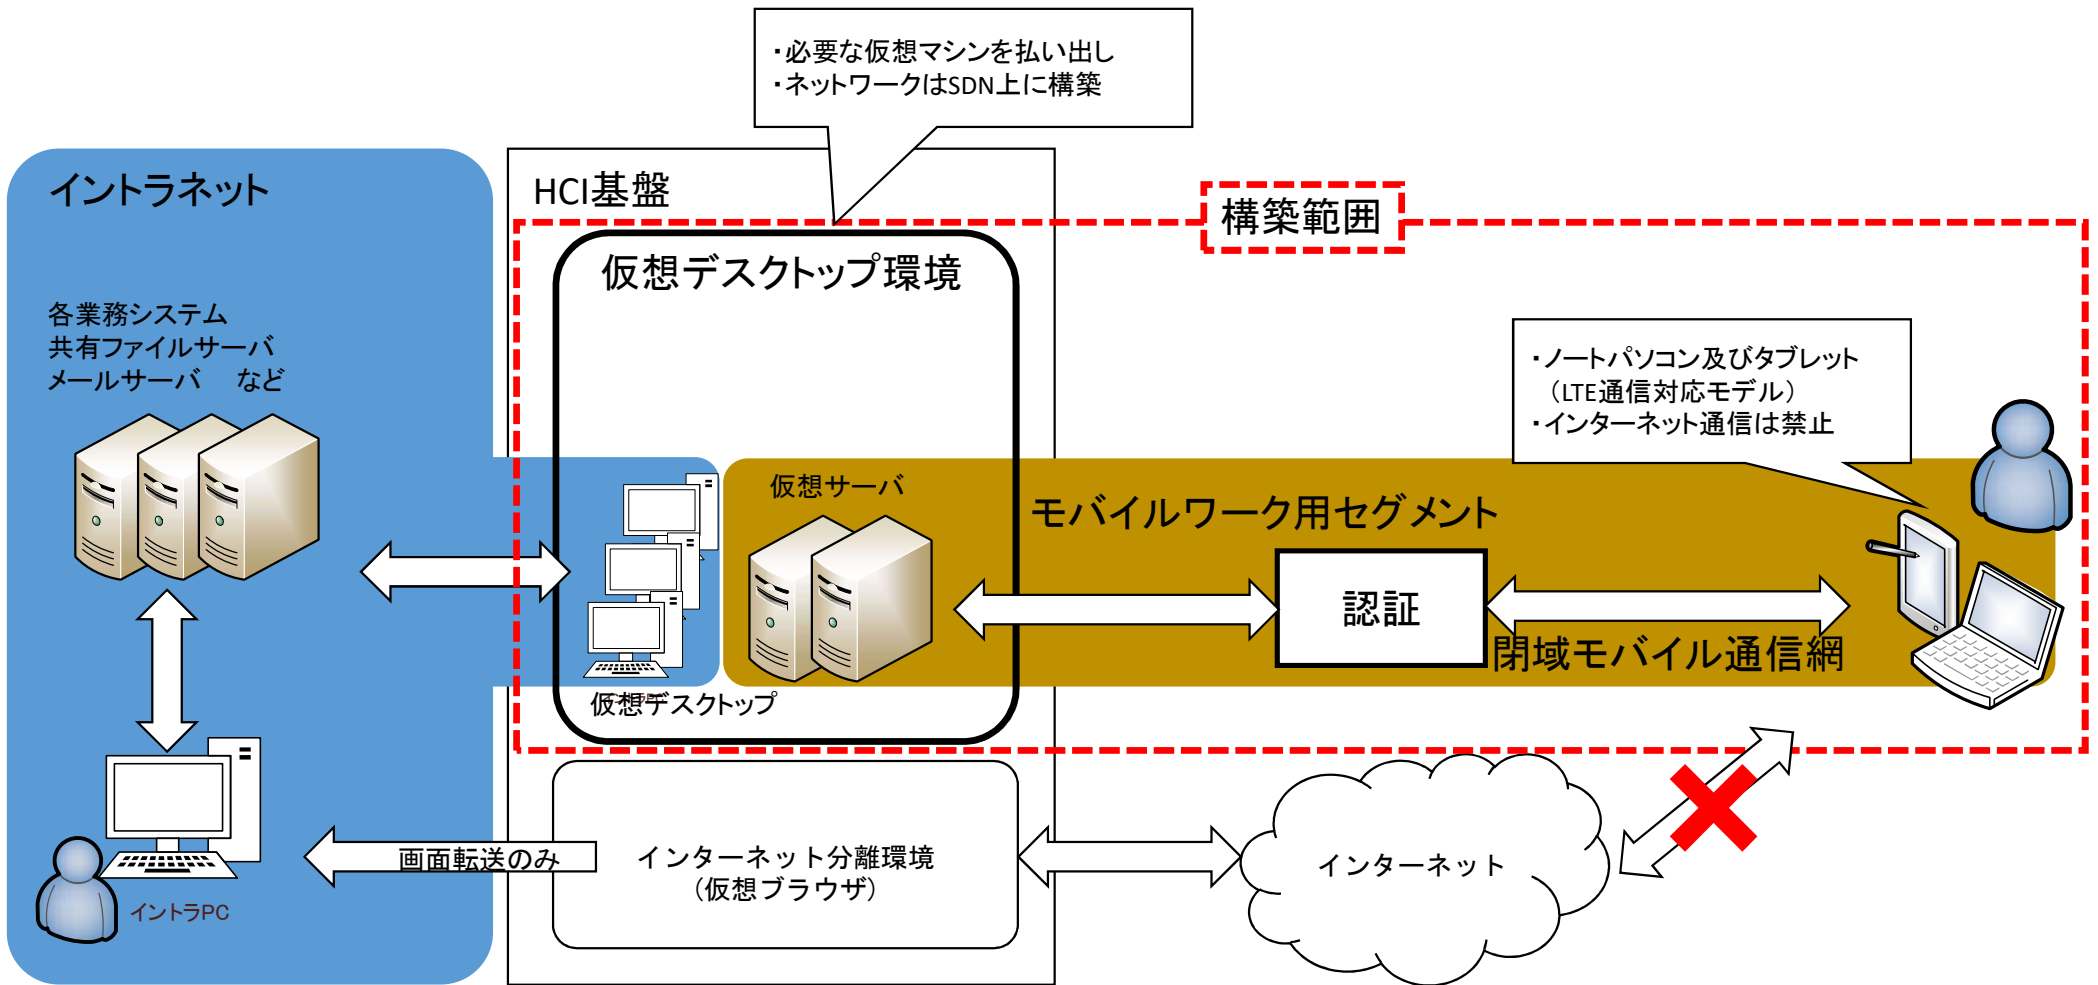 ・必要な仮想マシンを払い出し
・ネットワークはSDN上に構築
イントラネット
HCI基盤
構築範囲
仮想デスクトップ環境
各業務システム
共有ファイルサーバ
メールサーバ　など
・ノートパソコン及びタブレット
（LTE通信対応モデル）
・インターネット通信は禁止
仮想サーバ
モバイルワーク用セグメント
認証
閉域モバイル通信網
仮想デスクトップ
画面転送のみ
インターネット分離環境
（仮想ブラウザ）
インターネット
イントラPC